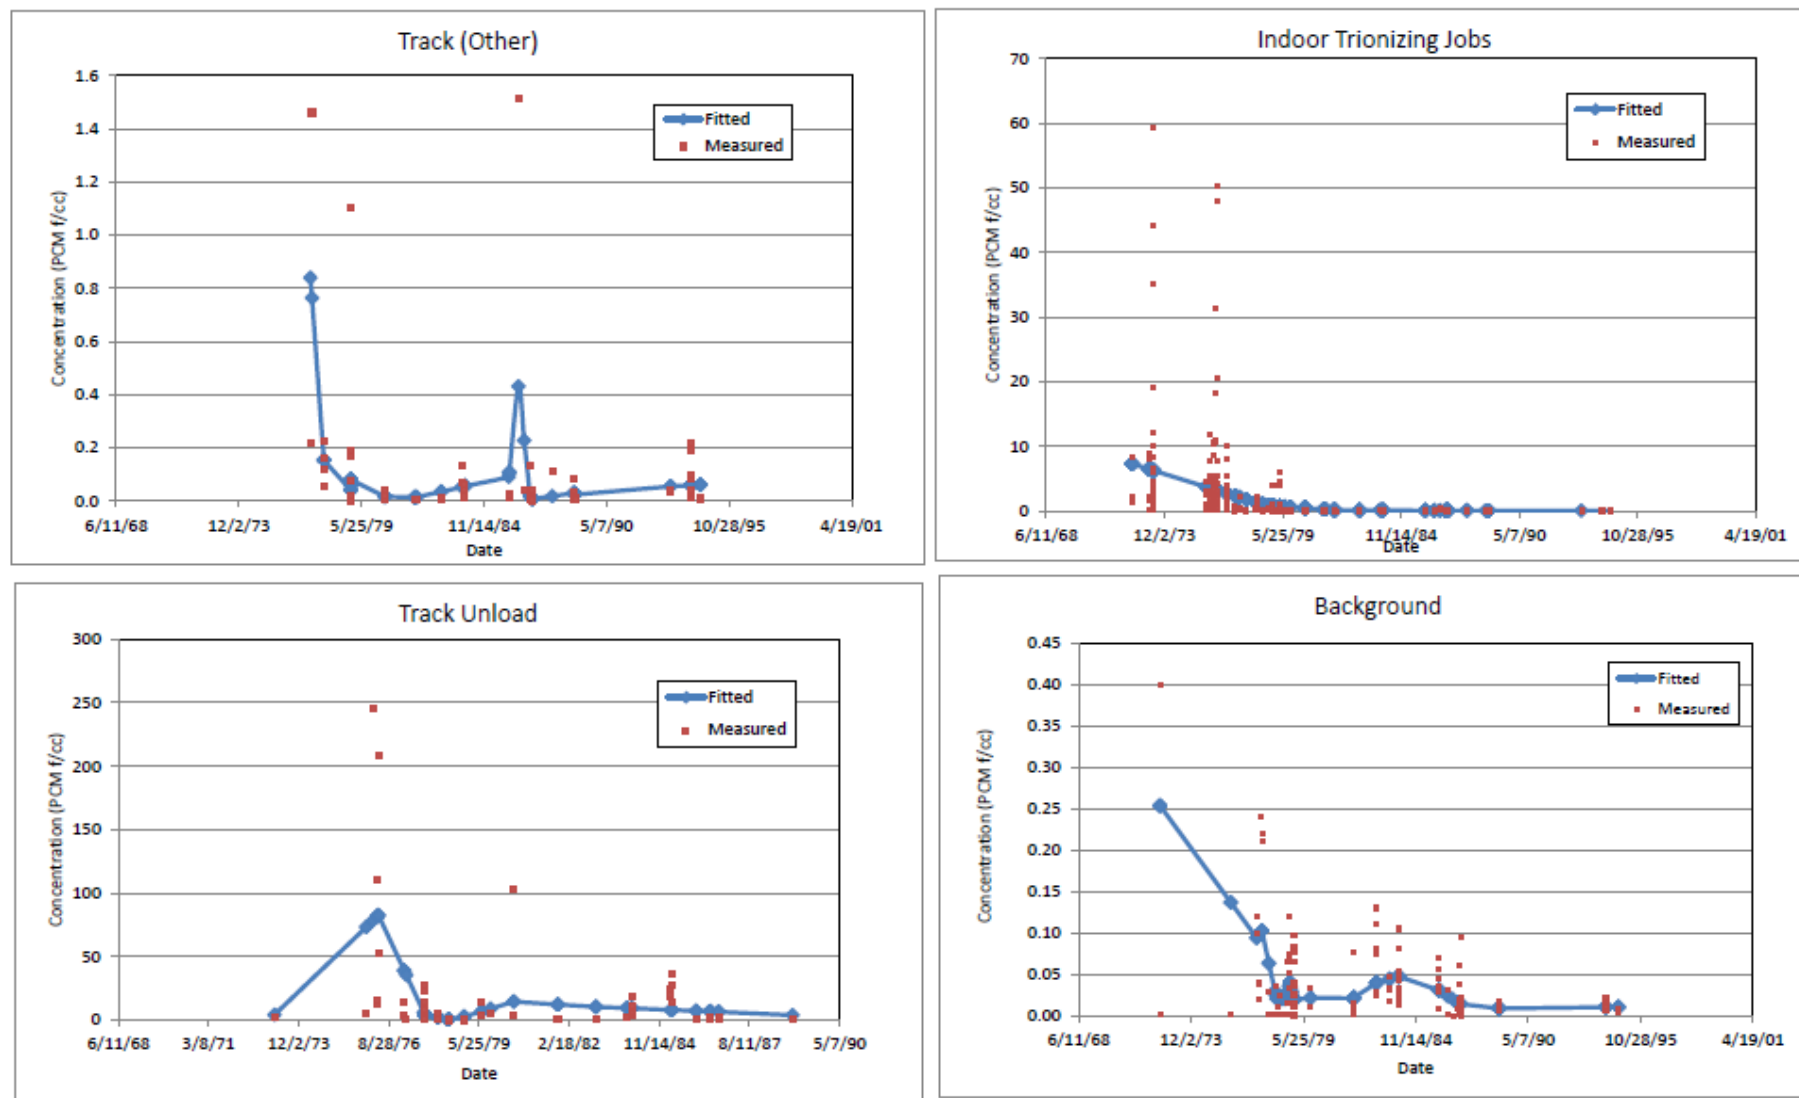 Track (Other)
Concentration (PCM f/cc)
1.6
1.4
1.2
1.0
0.8
0.6
0.4
0.2
0.0
Fitted
Measured
6/11/68 12/2/73 5/25/79 11/14/84 5/7/90 10/28/95 4/19/01
Date
Indoor Trionizing Jobs
Concentration (PCM f/cc)
70
60
50
40
30
20
10
0
Fitted
Measured
6/11/68 12/2/73 5/25/79 11/14/84 5/7/90 10/28/95 4/19/01
Date
Track Unload
Concentration (PCM f/cc)
300
250
200
150
100
50
0
Fitted
Measured
6/11/68 3/8/71 12/2/73 8/28/76 5/25/79 2/18/82 11/14/84 8/11/87 5/7/90
Date
Background
Concentration (PCM f/cc)
0.45
0.40
0.35
0.30
0.25
0.20
0.15
0.10
0.05
0.00
Fitted
Measured
6/11/68 12/2/73 5/25/79 11/14/84 5/7/90 10/28/95 4/19/01
Date